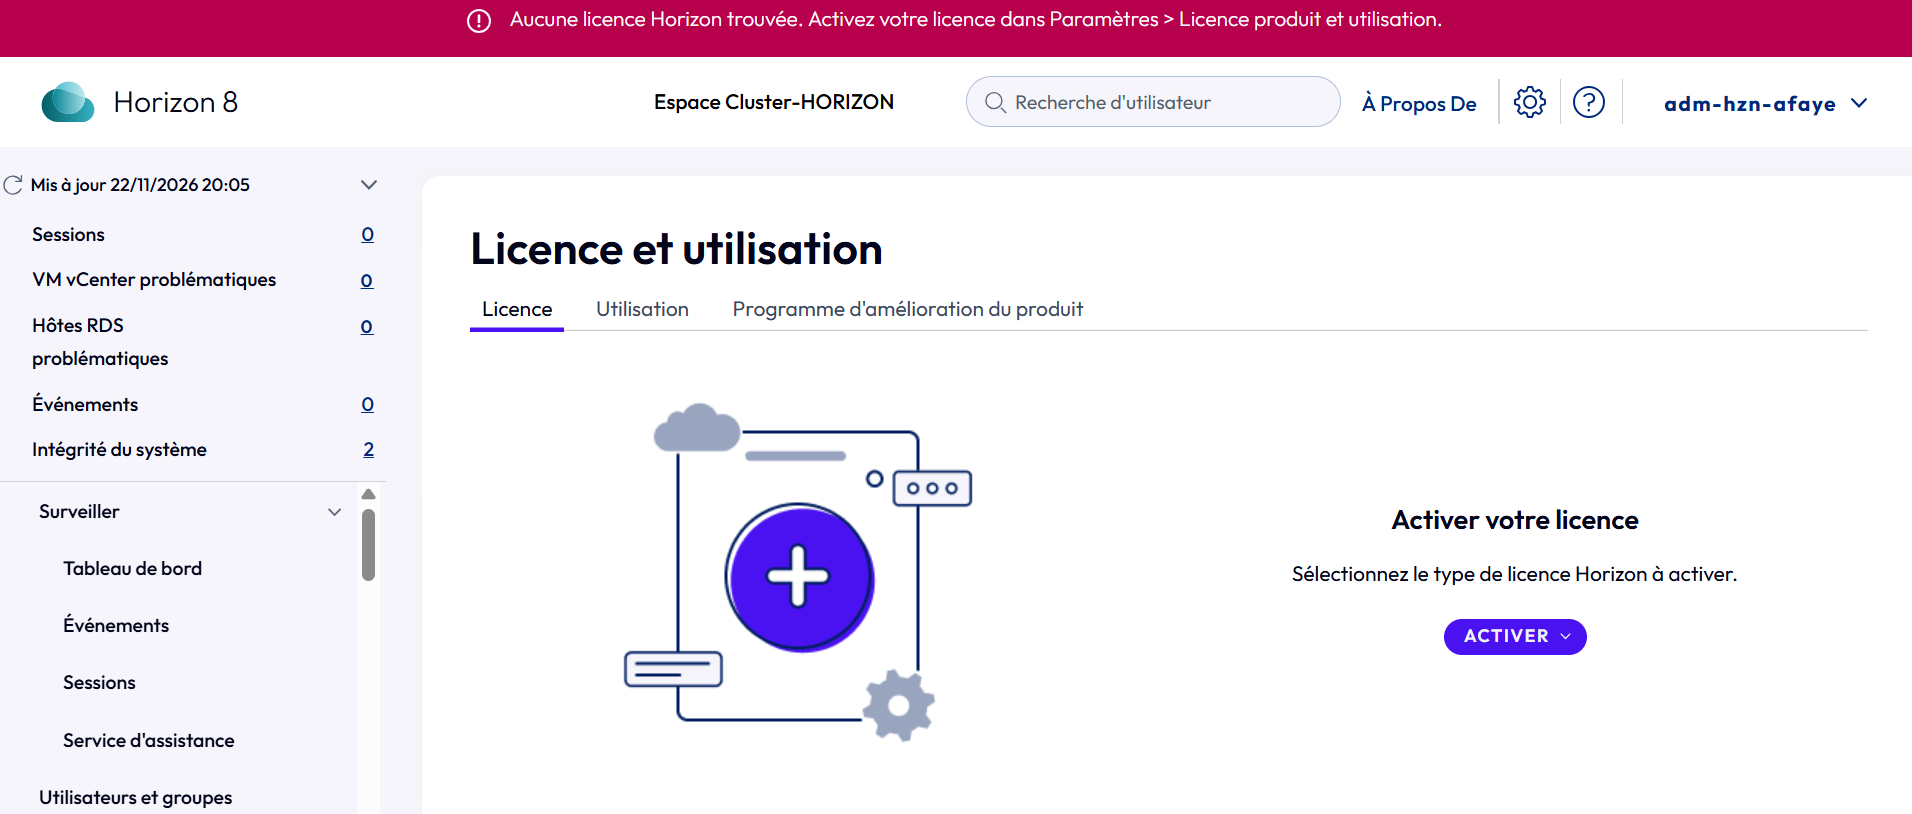 Aucune licence Horizon trouvée. Activez votre licence dans Paramètres > Licence produit et utilisation.
Horizon 8
Espace Cluster-HORIZON
Recherche d'utilisateur
À Propos De
adm-hzn-afaye
Mis à jour 22/11/2026 20:05
Sessions 0
VM vCenter problématiques 0
Hôtes RDS 0
problématiques
Événements 0
Intégrité du système 2
Surveiller
Tableau de bord
Événements
Sessions
Service d'assistance
Utilisateurs et groupes
Licence et utilisation
Licence
Utilisation
Programme d'amélioration du produit
Activer votre licence
Sélectionnez le type de licence Horizon à activer.
ACTIVER